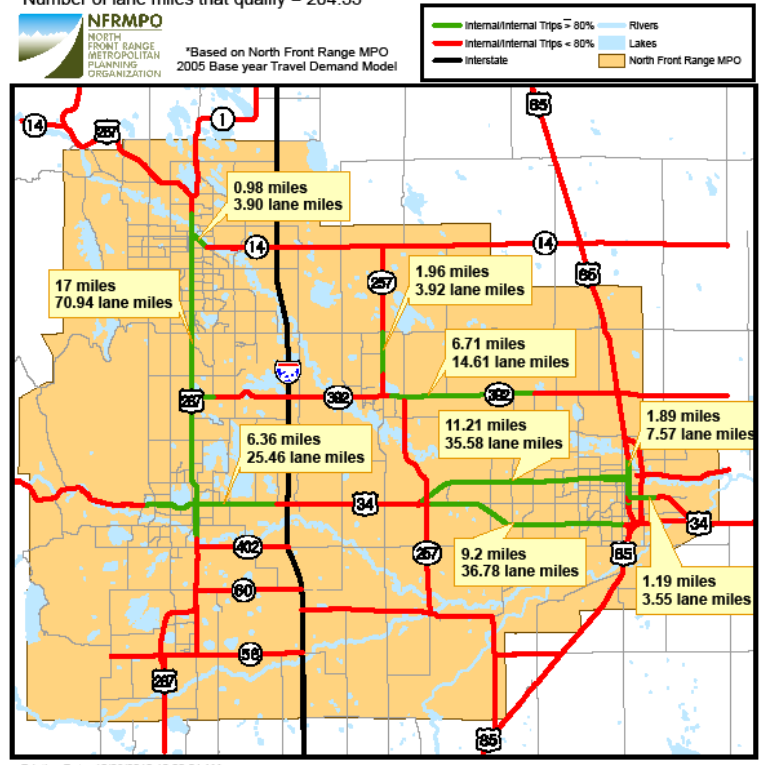 Number of lane miles that qualify = 204.33
NFRMPO
NORTH
FRONT RANGE
METROPOLITAN
PLANNING
ORGANIZATION
*Based on North Front Range MPO
2005 Base year Travel Demand Model
Internal/Internal Trips ≥ 80%
Internal/Internal Trips < 80%
Interstate
Rivers
Lakes
North Front Range MPO
14
287
1
85
0.98 miles
3.90 lane miles
14
14
85
257
1.96 miles
3.92 lane miles
17 miles
70.94 lane miles
6.71 miles
14.61 lane miles
287
392
392
11.21 miles
35.58 lane miles
1.89 miles
7.57 lane miles
6.36 miles
25.46 lane miles
34
34
402
257
85
9.2 miles
36.78 lane miles
60
1.19 miles
3.55 lane miles
56
287
85